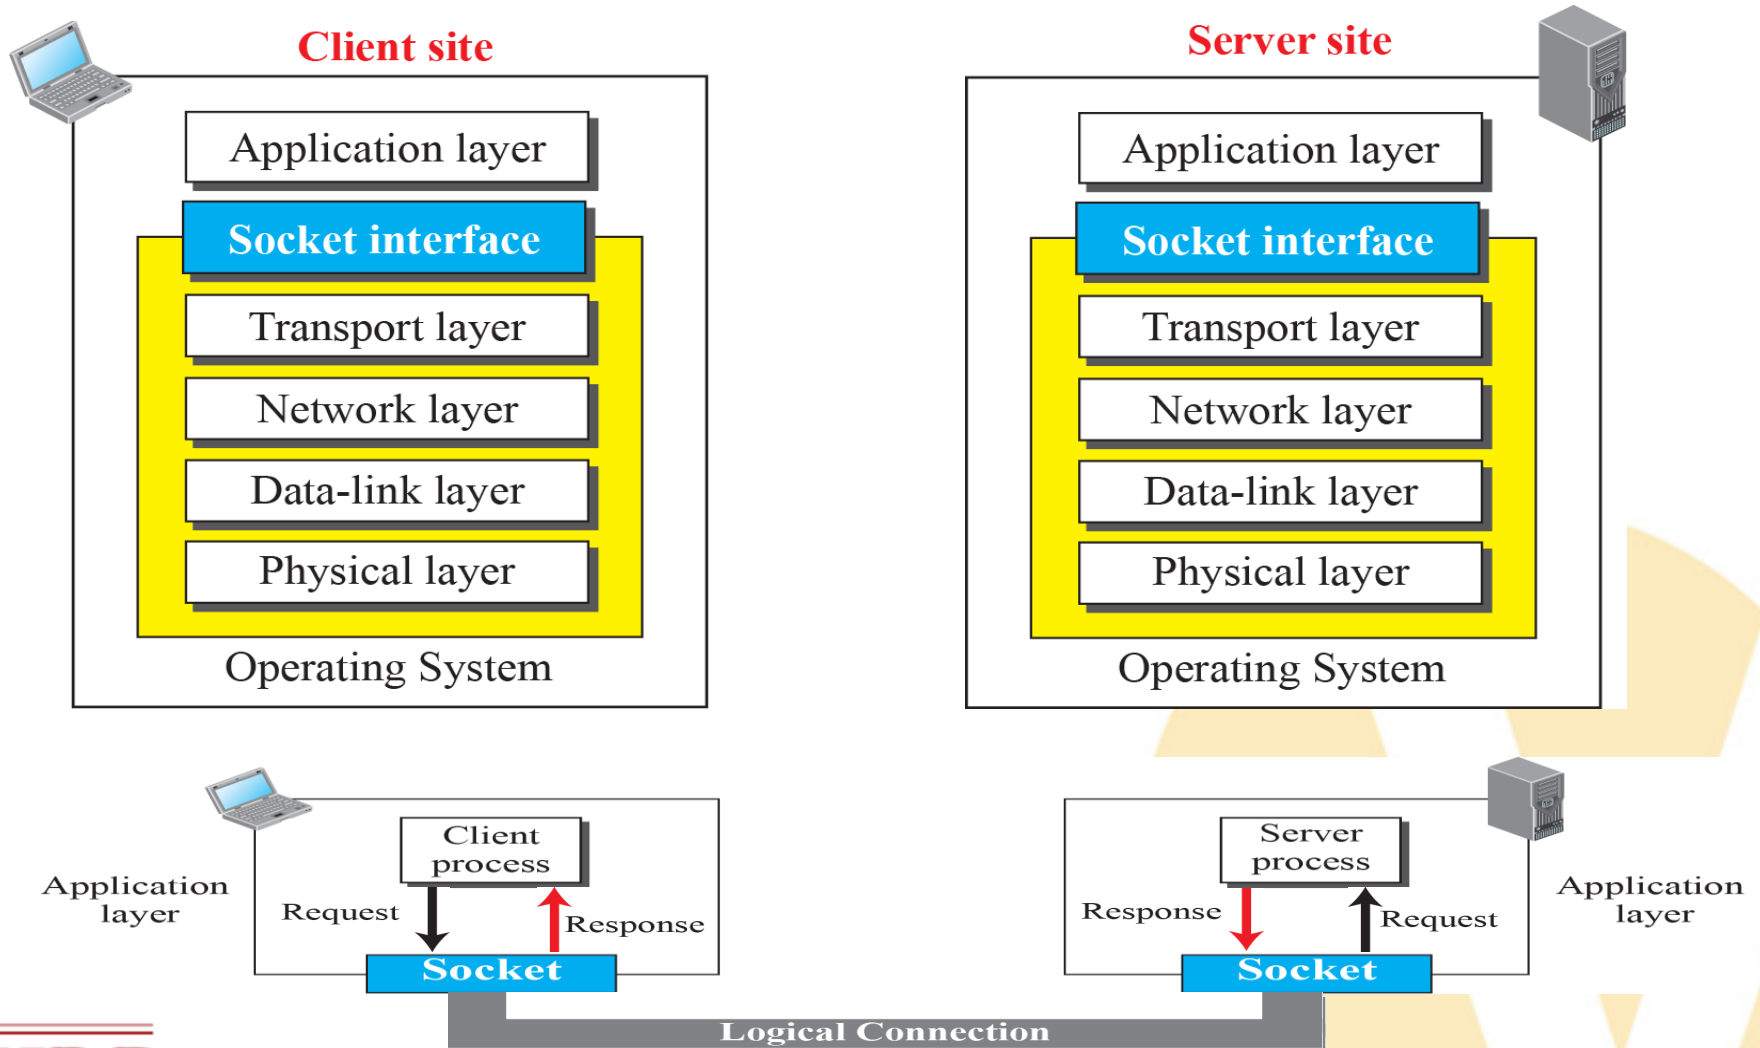 Client site
Server site
Application layer
Application layer
Socket interface
Socket interface
Transport layer
Transport layer
Network layer
Network layer
Data-link layer
Data-link layer
Physical layer
Physical layer
Operating System
Operating System
Client
process
Server
process
Application
layer
Request
Response
Response
Request
Application
layer
Socket
Socket
Logical Connection